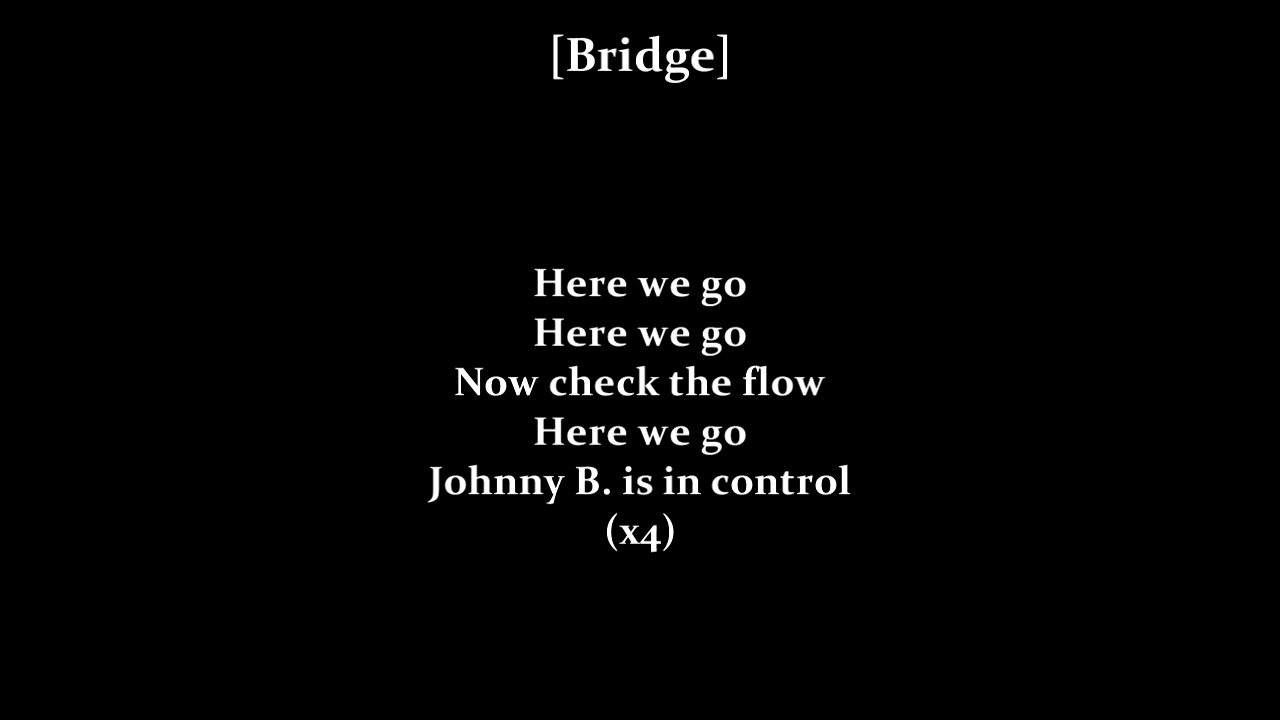 [Bridge]
Here we go
Here we go
Now check the flow
Here we go
Johnny B. is in control
(x4)